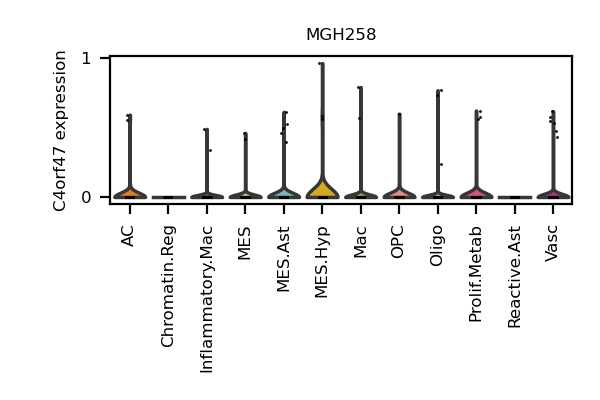 MGH258
C4orf47 expression
1
0
AC
Chromatin.Reg
Inflammatory.Mac
MES
MES.Ast
MES.Hyp
Mac
OPC
Oligo
Prolif.Metab
Reactive.Ast
Vasc